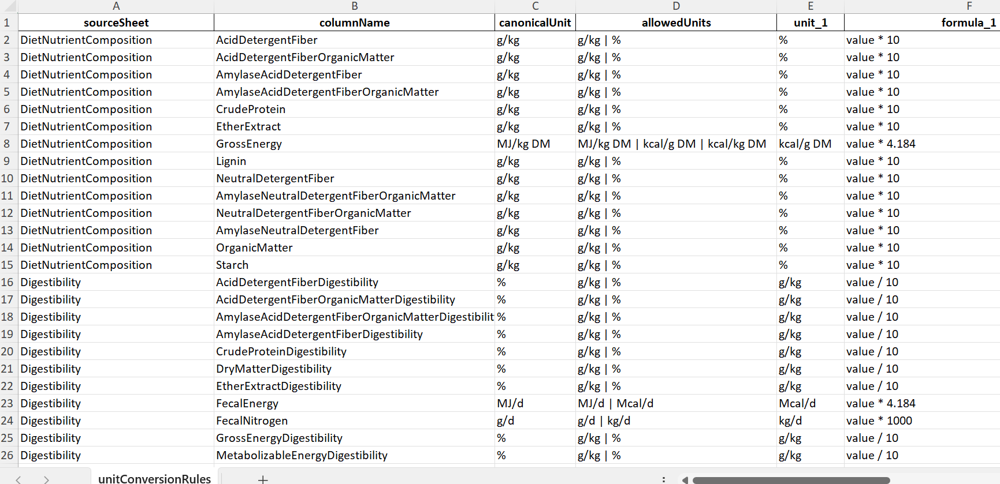 A B C D E F
1 sourceSheet columnName canonicalUnit allowedUnits unit_1 formula_1
2 DietNutrientComposition AcidDetergentFiber g/kg g/kg | % % value * 10
3 DietNutrientComposition AcidDetergentFiberOrganicMatter g/kg g/kg | % % value * 10
4 DietNutrientComposition AmylaseAcidDetergentFiber g/kg g/kg | % % value * 10
5 DietNutrientComposition AmylaseAcidDetergentFiberOrganicMatter g/kg g/kg | % % value * 10
6 DietNutrientComposition CrudeProtein g/kg g/kg | % % value * 10
7 DietNutrientComposition EtherExtract g/kg g/kg | % % value * 10
8 DietNutrientComposition GrossEnergy MJ/kg DM MJ/kg DM | kcal/g DM | kcal/kg DM kcal/g DM value * 4.184
9 DietNutrientComposition Lignin g/kg g/kg | % % value * 10
10 DietNutrientComposition NeutralDetergentFiber g/kg g/kg | % % value * 10
11 DietNutrientComposition AmylaseNeutralDetergentFiberOrganicMatter g/kg g/kg | % % value * 10
12 DietNutrientComposition NeutralDetergentFiberOrganicMatter g/kg g/kg | % % value * 10
13 DietNutrientComposition AmylaseNeutralDetergentFiber g/kg g/kg | % % value * 10
14 DietNutrientComposition OrganicMatter g/kg g/kg | % % value * 10
15 DietNutrientComposition Starch g/kg g/kg | % % value * 10
16 Digestibility AcidDetergentFiberDigestibility % g/kg | % g/kg value / 10
17 Digestibility AcidDetergentFiberOrganicMatterDigestibility % g/kg | % g/kg value / 10
18 Digestibility AmylaseAcidDetergentFiberOrganicMatterDigestibilit % g/kg | % g/kg value / 10
19 Digestibility AmylaseAcidDetergentFiberDigestibility % g/kg | % g/kg value / 10
20 Digestibility CrudeProteinDigestibility % g/kg | % g/kg value / 10
21 Digestibility DryMatterDigestibility % g/kg | % g/kg value / 10
22 Digestibility EtherExtractDigestibility % g/kg | % g/kg value / 10
23 Digestibility FecalEnergy MJ/d MJ/d | Mcal/d Mcal/d value * 4.184
24 Digestibility FecalNitrogen g/d g/d | kg/d kg/d value * 1000
25 Digestibility GrossEnergyDigestibility % g/kg | % g/kg value / 10
26 Digestibility MetabolizableEnergyDigestibility % g/kg | % g/kg value / 10
unitConversionRules